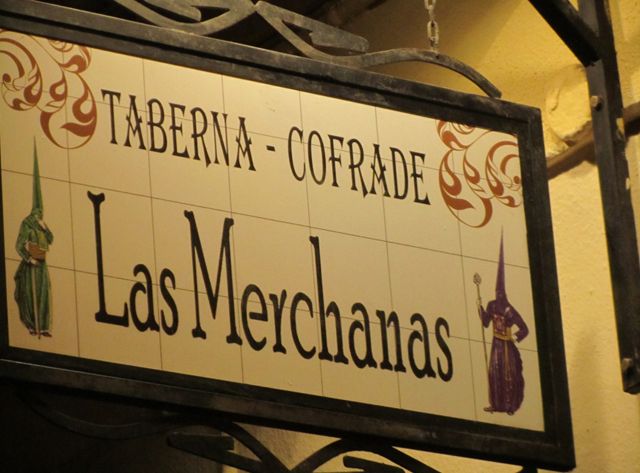 TABERNA - COFRADE
Las Merchanas